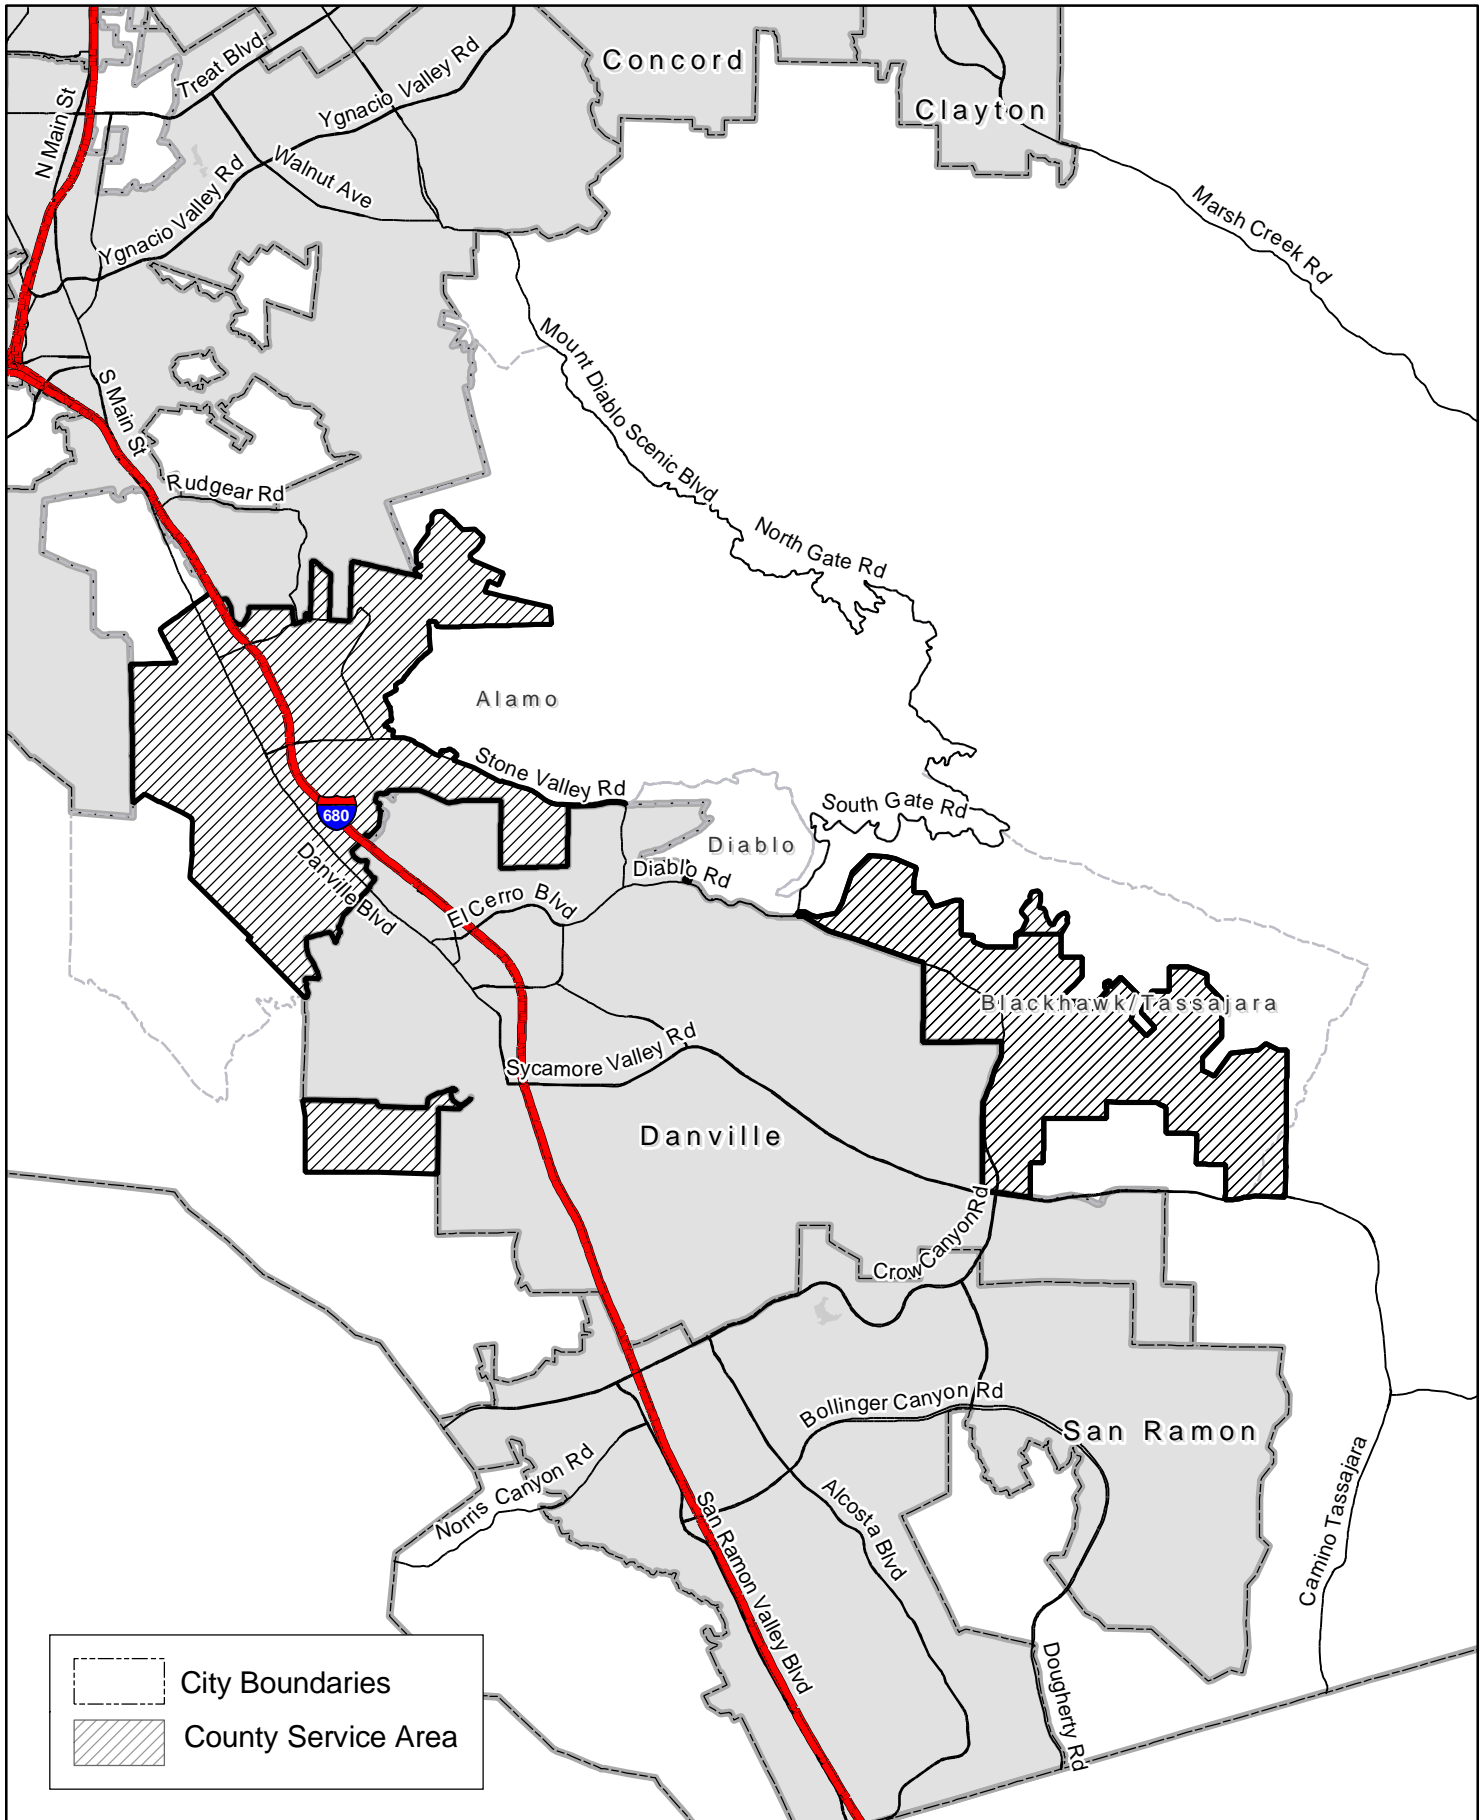 Concord
Treat Blvd
Ygnacio Valley Rd
Clayton
N Main St
Walnut Ave
Ygnacio Valley Rd
Marsh Creek Rd
Mount Diablo Scenic Blvd
S Main St
Rudgear Rd
North Gate Rd
Alamo
Stone Valley Rd
South Gate Rd
680
Diablo
Danville Blvd
Diablo Rd
El Cerro Blvd
Blackhawk/Tassajara
Sycamore Valley Rd
Danville
Crow Canyon Rd
Bollinger Canyon Rd
San Ramon
Norris Canyon Rd
Alcosta Blvd
San Ramon Valley Blvd
Camino Tassajara
Dougherty Rd
City Boundaries
County Service Area